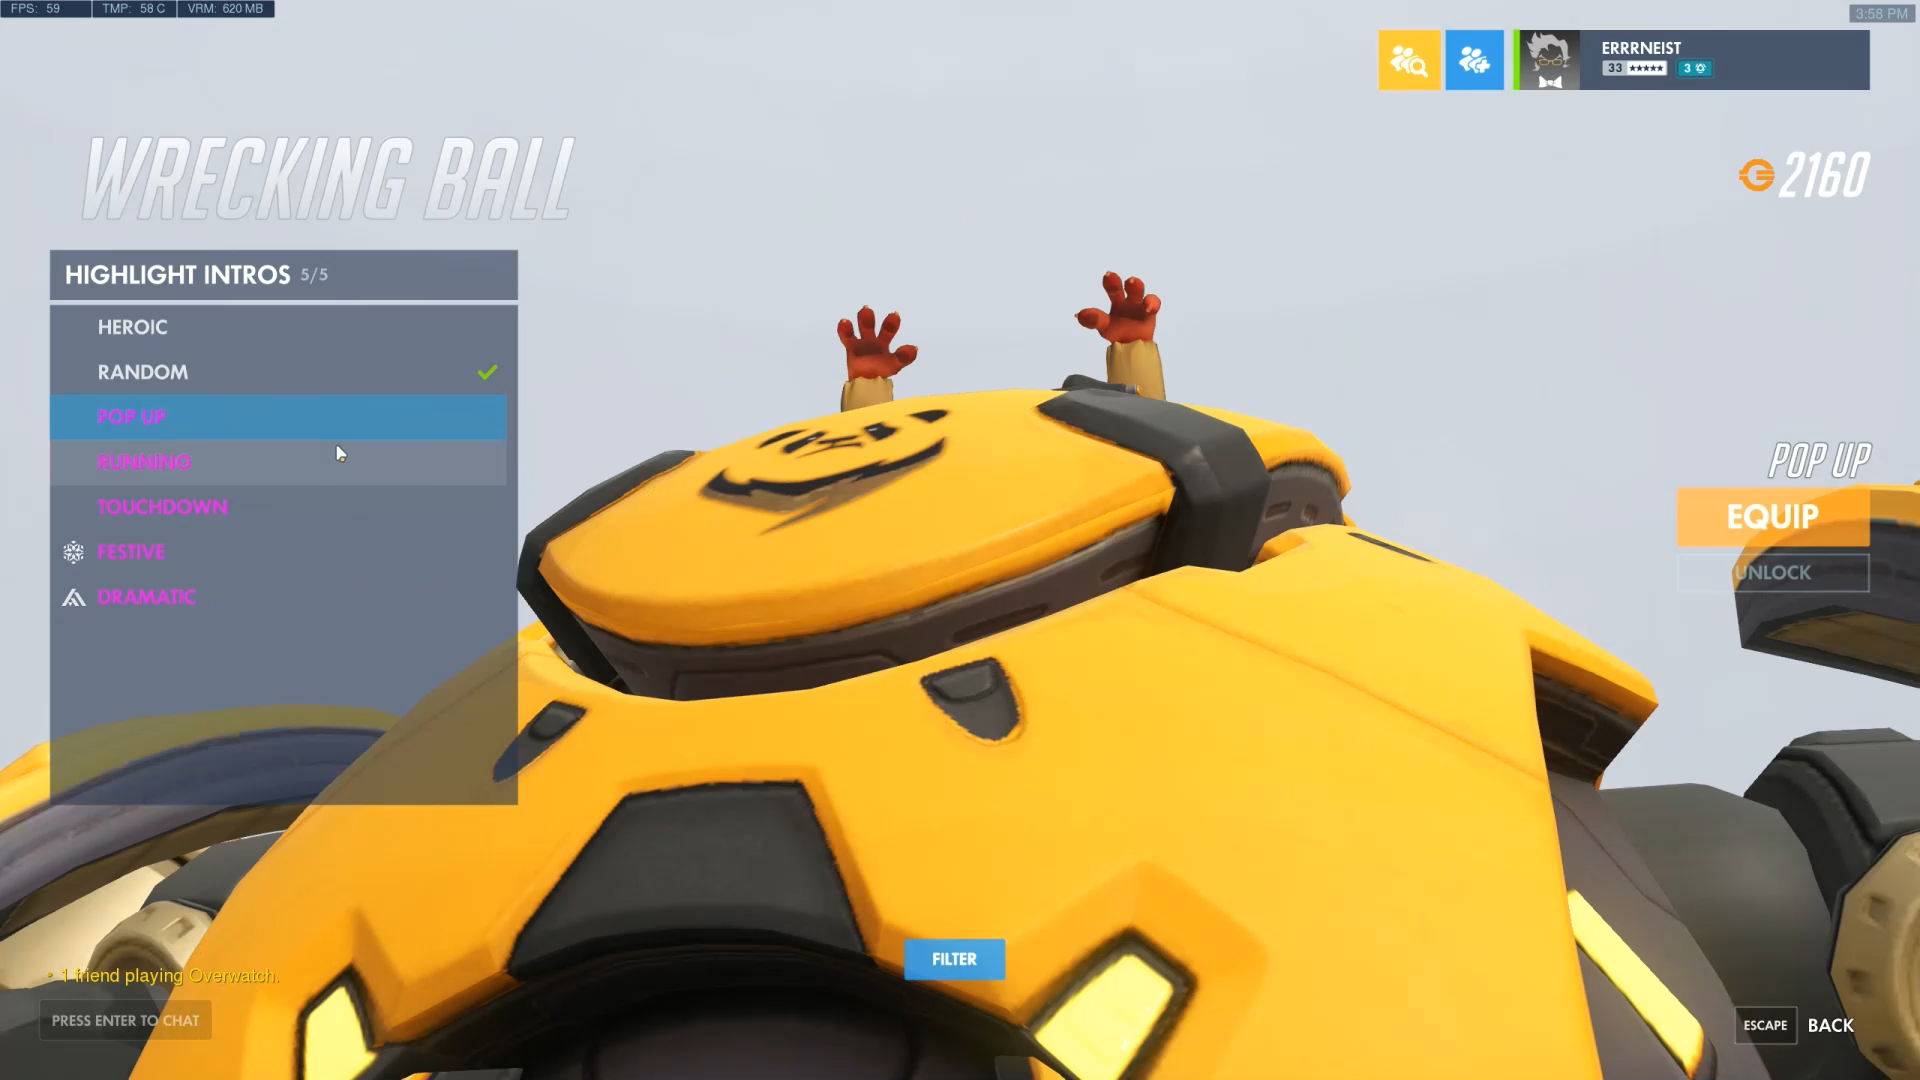 FPS: 59 TMP: 58 C VRM: 620 MB
3:58 PM
ERRRNEIST
33 ★★★★★ 3
WRECKING BALL
2160
HIGHLIGHT INTROS 5/5
HEROIC
RANDOM
POP UP
RUNNING
TOUCHDOWN
FESTIVE
DRAMATIC
POP UP
EQUIP
UNLOCK
FILTER
• 1 friend playing Overwatch.
PRESS ENTER TO CHAT
ESCAPE BACK